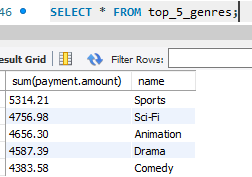 46 SELECT * FROM top_5_genres;
esult Grid Filter Rows:
sum(payment.amount) name
5314.21 Sports
4756.98 Sci-Fi
4656.30 Animation
4587.39 Drama
4383.58 Comedy